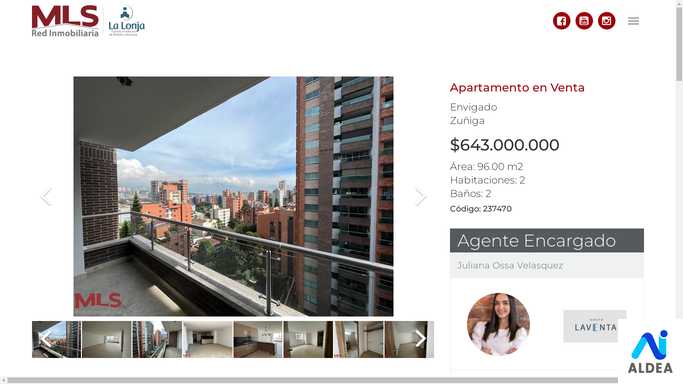 MLS
Red Inmobiliaria
La Lonja
Apartamento en Venta
Envigado
Zuñiga
$643.000.000
Área: 96.00 m2
Habitaciones: 2
Baños: 2
Código: 237470
MLS
Agente Encargado
Juliana Ossa Velasquez
LAVENTA
ALDEA